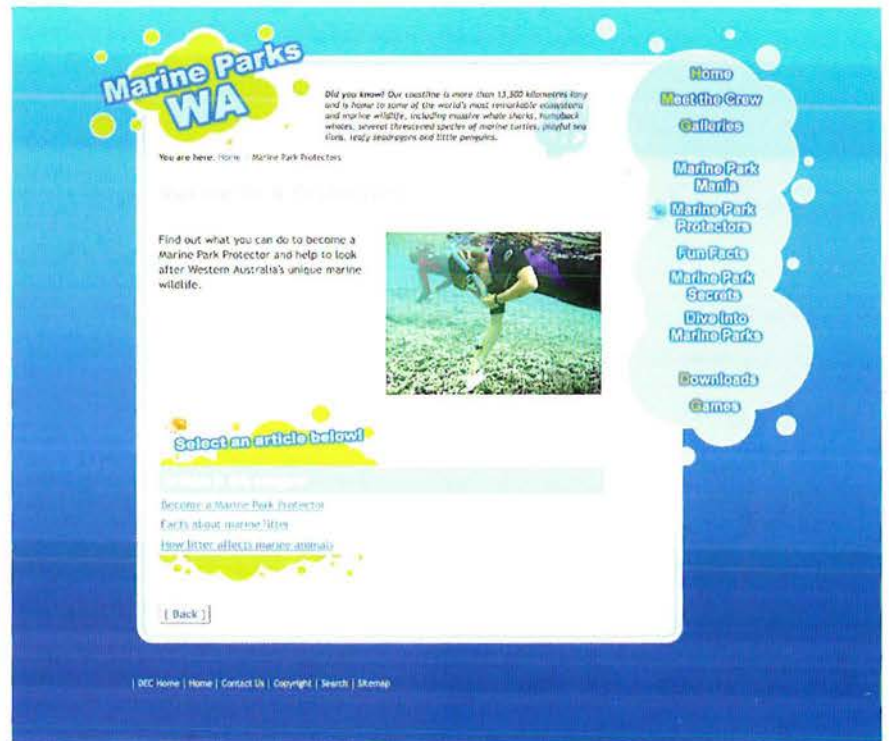 Marine Parks
WA
Did you know? Our coastline is more than 13,500 kilometres long
and is home to some of the world's most remarkable ecosystems
and marine wildlife, including massive whale sharks, humpback
whales, several threatened species of marine turtles, playful sea
lions, leafy seadragons and little penguins.
You are here: Home Marine Park Protectors
Find out what you can do to become a
Marine Park Protector and help to look
after Western Australia's unique marine
wildlife.
Select an article below!
Become a Marine Park Protector
Facts about marine litter
How litter affects marine animals
[ Back ]
Home
Meet the Crew
Galleries
Marine Park
Mania
Marine Park
Protectors
Fun Facts
Marine Park
Secrets
Dive into
Marine Parks
Downloads
Games
| DEC Home | Home | Contact Us | Copyright | Search | Sitemap